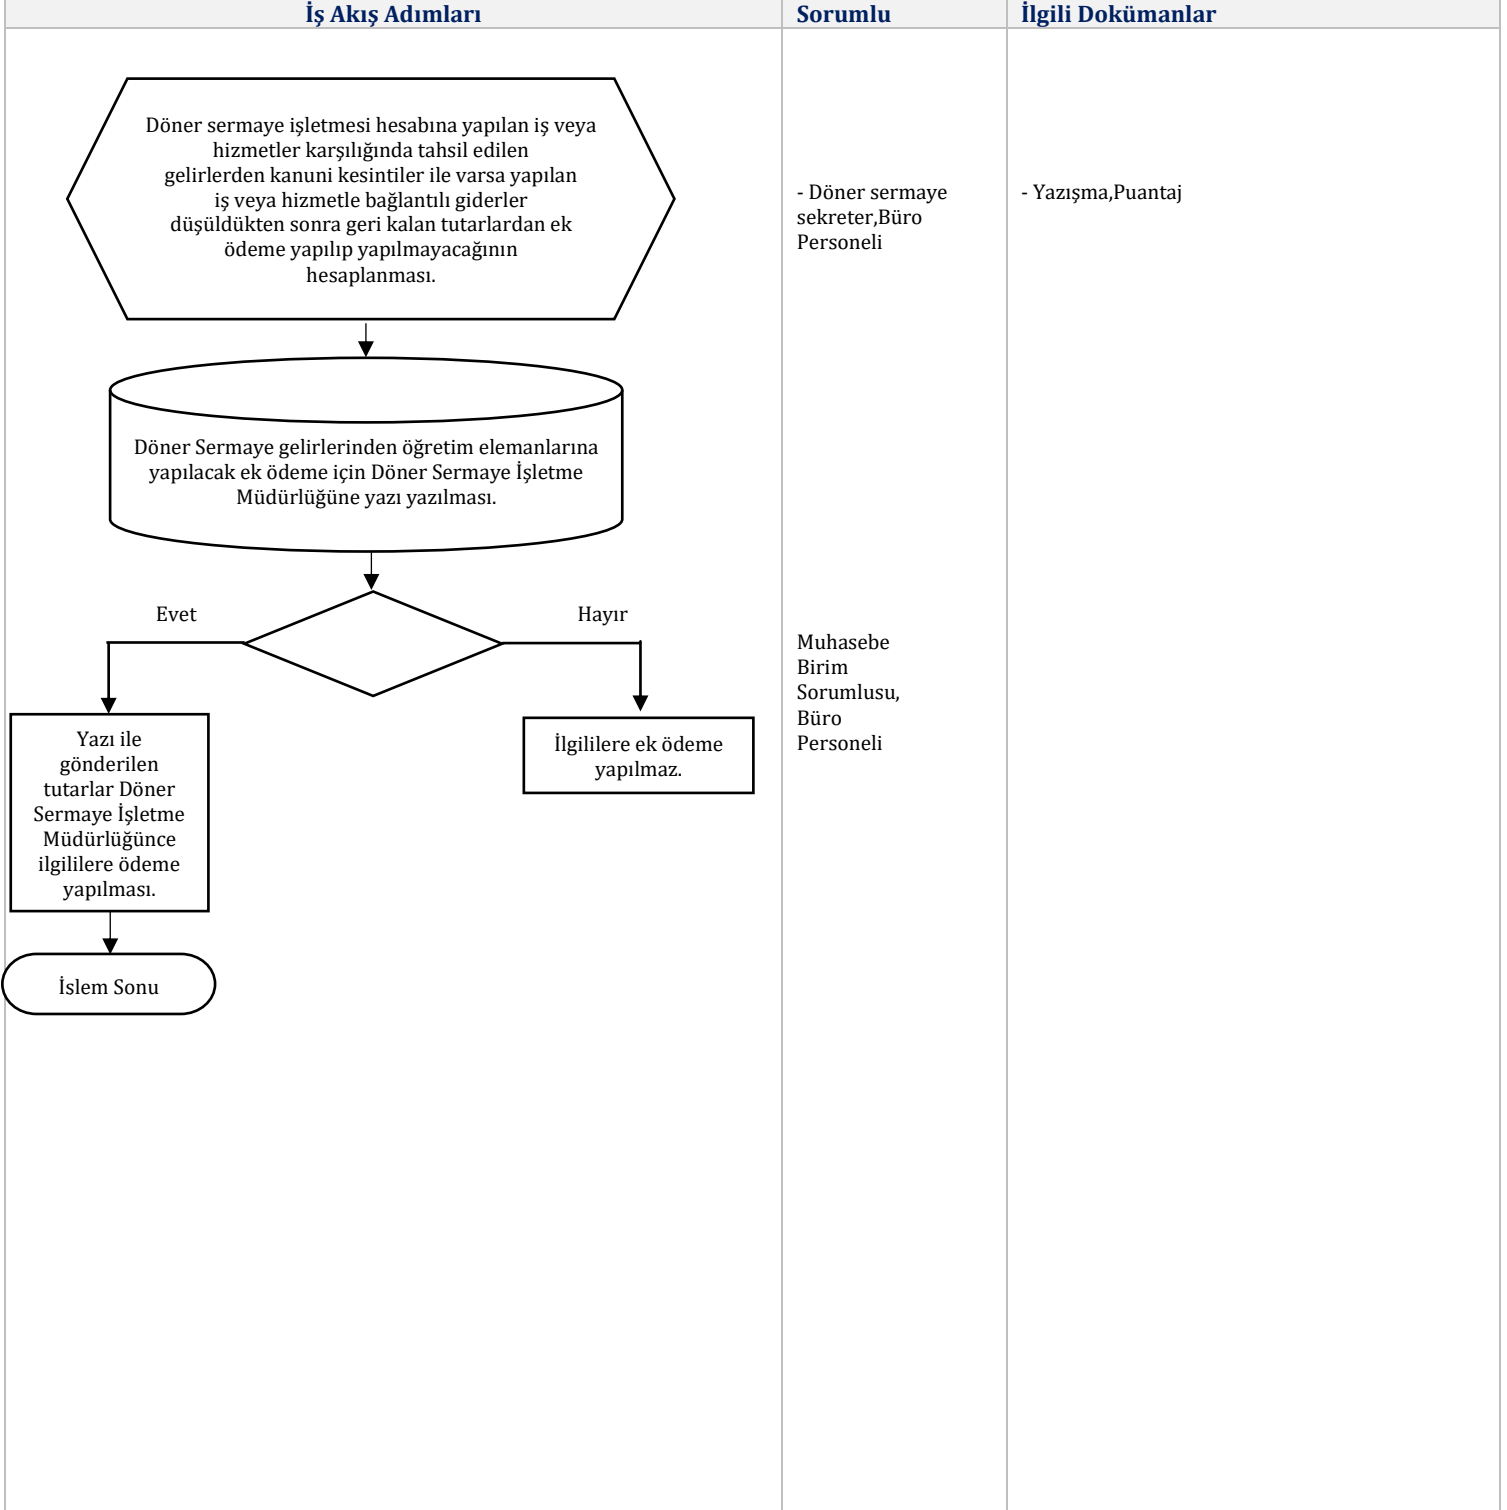 İş Akış Adımları
Sorumlu
İlgili Dokümanlar
Döner sermaye işletmesi hesabına yapılan iş veya
hizmetler karşılığında tahsil edilen
gelirlerden kanuni kesintiler ile varsa yapılan
iş veya hizmetle bağlantılı giderler
düşüldükten sonra geri kalan tutarlardan ek
ödeme yapılıp yapılmayacağının
hesaplanması.
- Döner sermaye
sekreter,Büro
Personeli
- Yazışma,Puantaj
Döner Sermaye gelirlerinden öğretim elemanlarına
yapılacak ek ödeme için Döner Sermaye İşletme
Müdürlüğüne yazı yazılması.
Evet
Hayır
Muhasebe
Birim
Sorumlusu,
Büro
Personeli
Yazı ile
gönderilen
tutarlar Döner
Sermaye İşletme
Müdürlüğünce
ilgililere ödeme
yapılması.
İlgililere ek ödeme
yapılmaz.
İslem Sonu